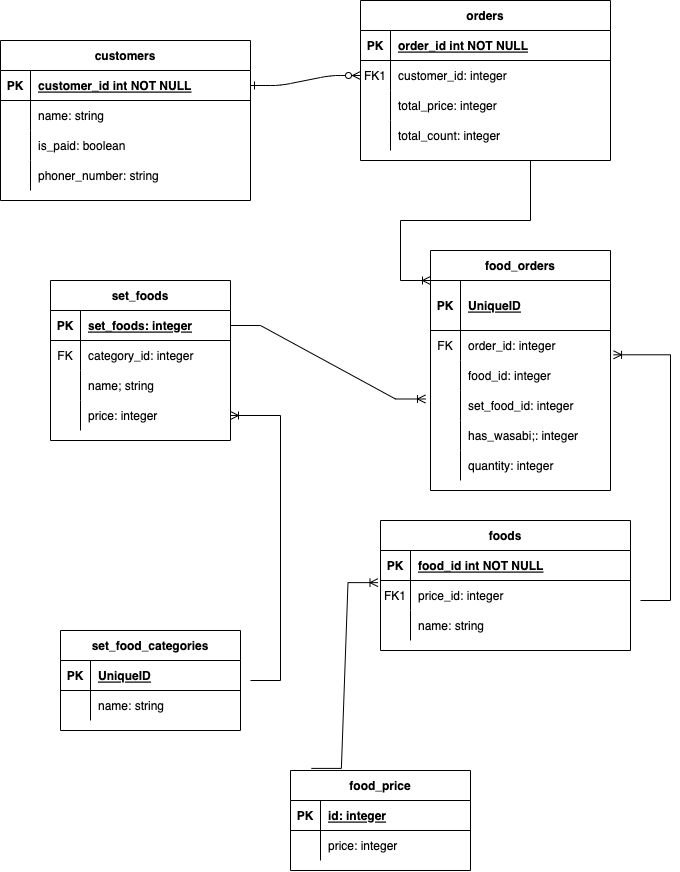 orders
PK order_id int NOT NULL
FK1 customer_id: integer
total_price: integer
total_count: integer
customers
PK customer_id int NOT NULL
name: string
is_paid: boolean
phoner_number: string
food_orders
PK UniqueID
FK order_id: integer
food_id: integer
set_food_id: integer
has_wasabi;: integer
quantity: integer
set_foods
PK set_foods: integer
FK category_id: integer
name; string
price: integer
foods
PK food_id int NOT NULL
FK1 price_id: integer
name: string
set_food_categories
PK UniqueID
name: string
food_price
PK id: integer
price: integer